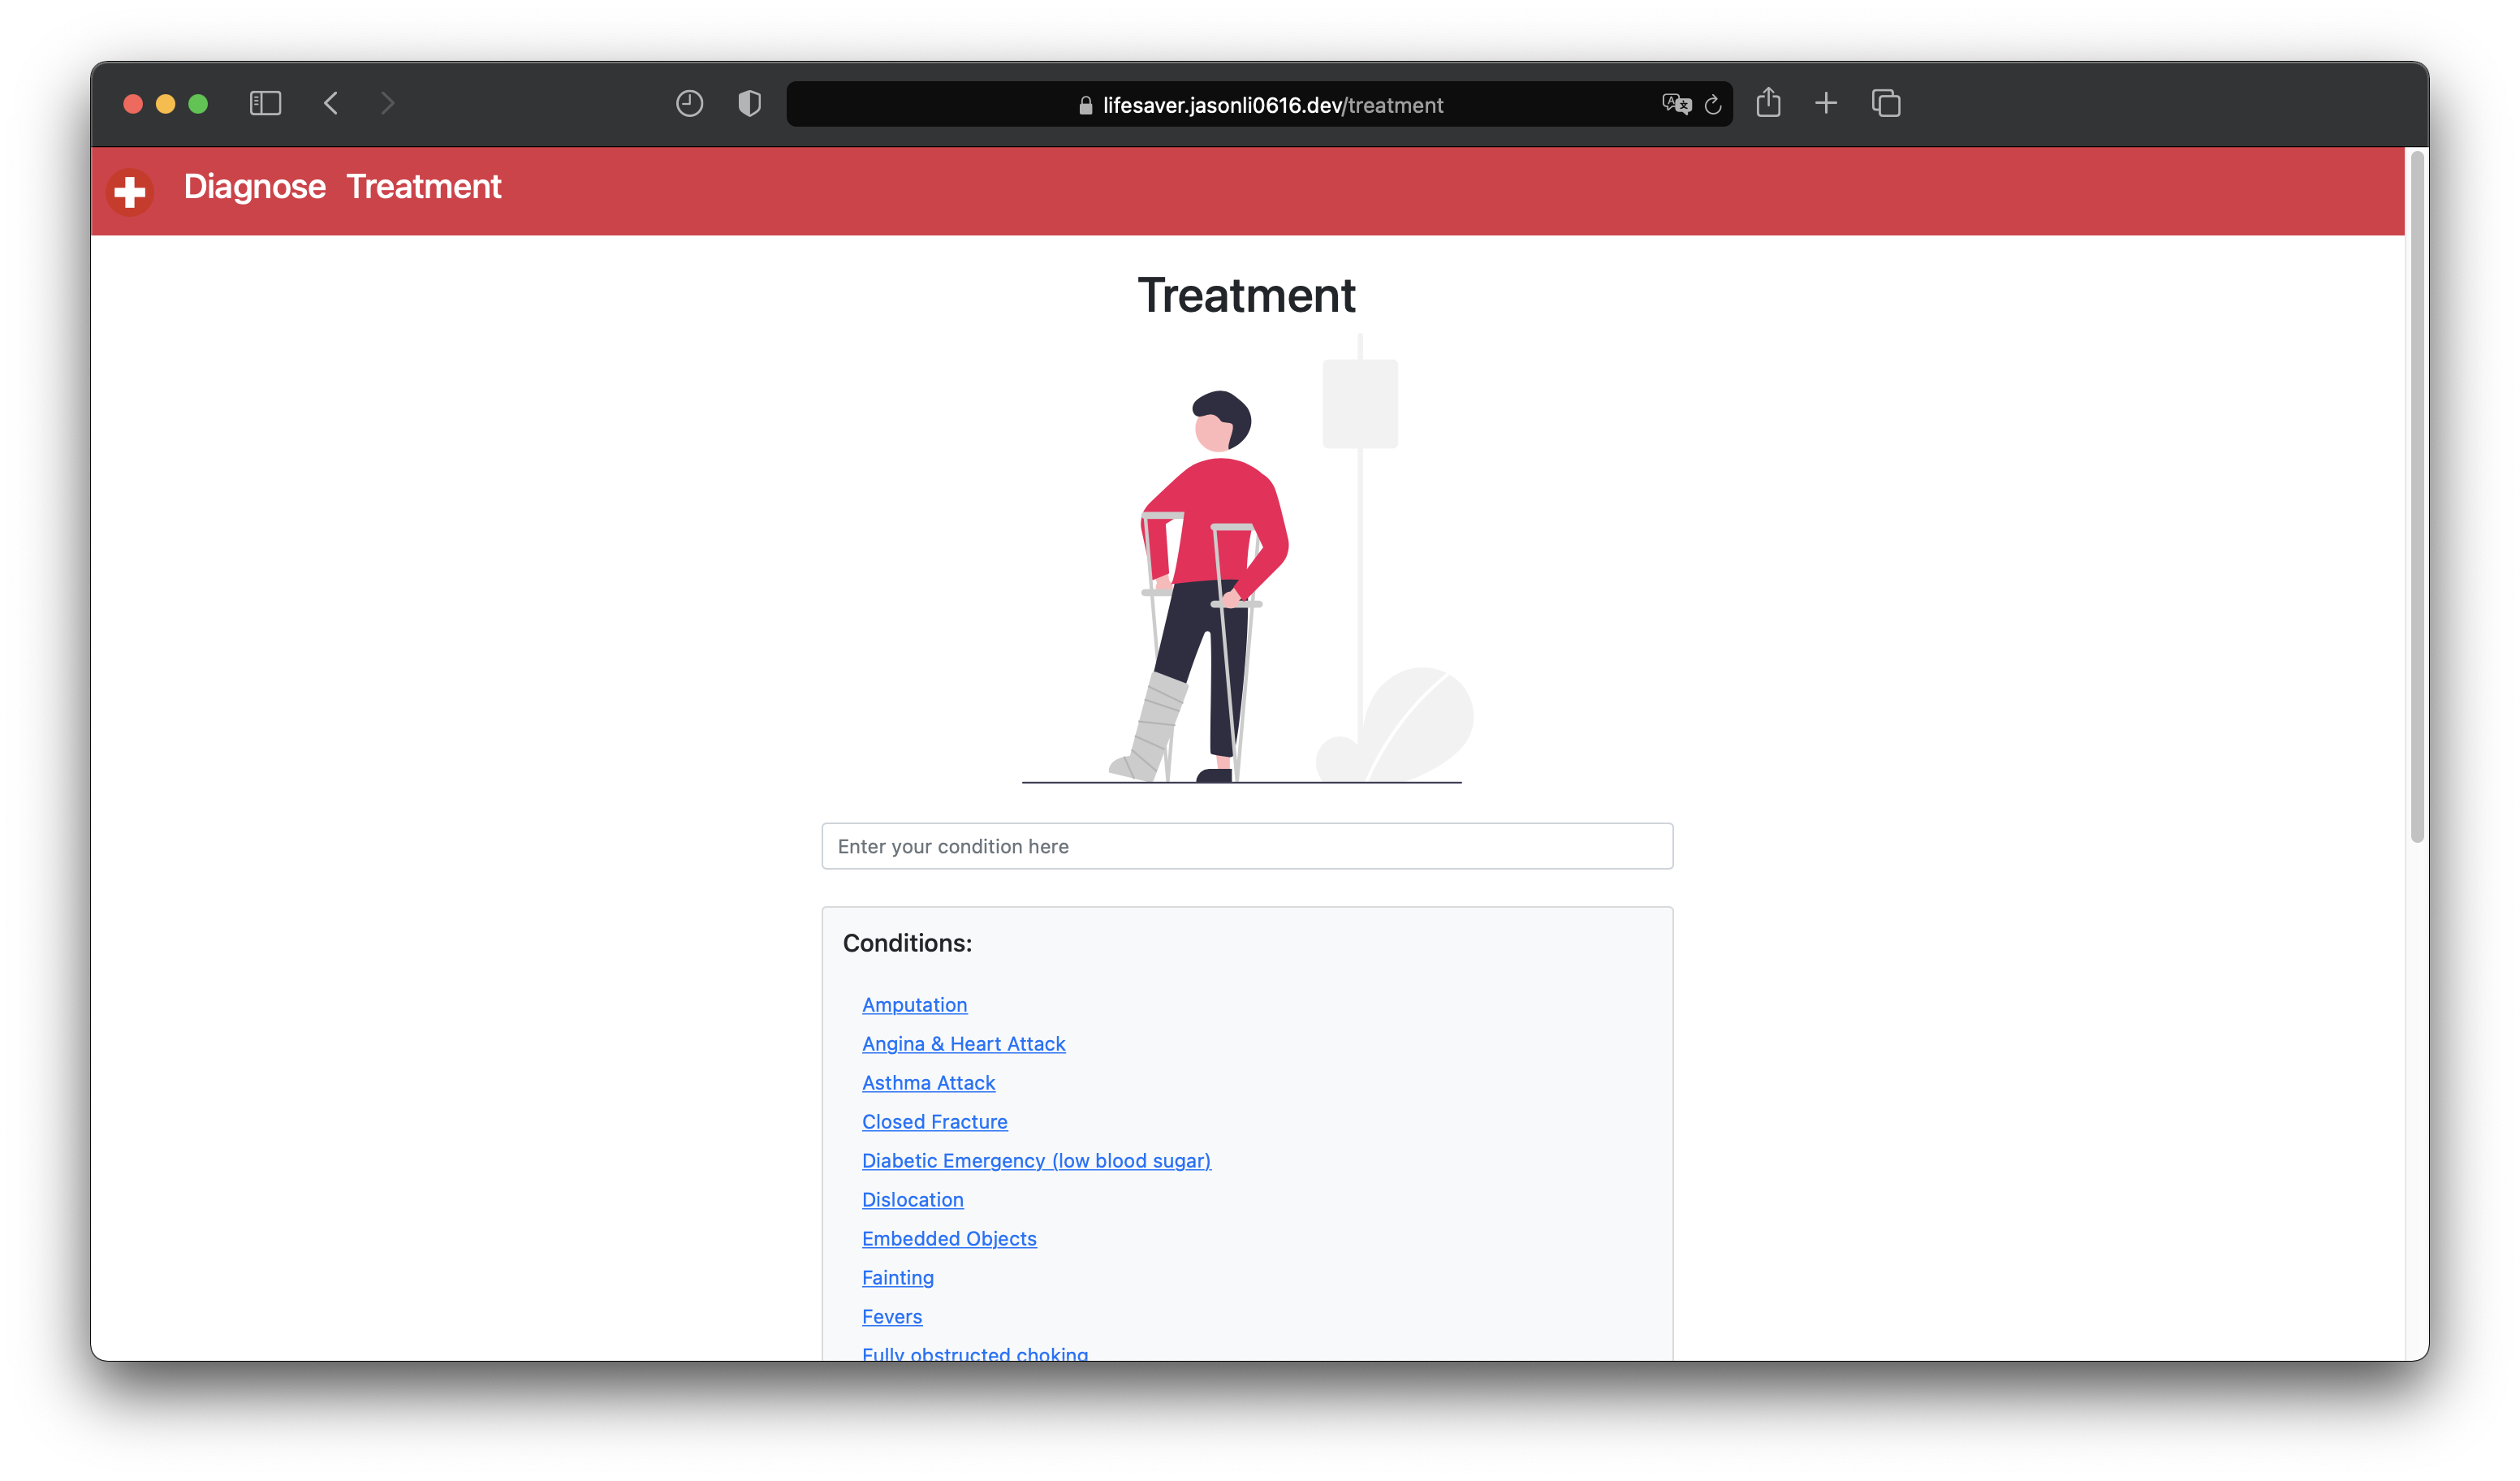 lifesaver.jasonli0616.dev/treatment
Diagnose Treatment
Treatment
Enter your condition here
Conditions:
Amputation
Angina & Heart Attack
Asthma Attack
Closed Fracture
Diabetic Emergency (low blood sugar)
Dislocation
Embedded Objects
Fainting
Fevers
Fully obstructed choking